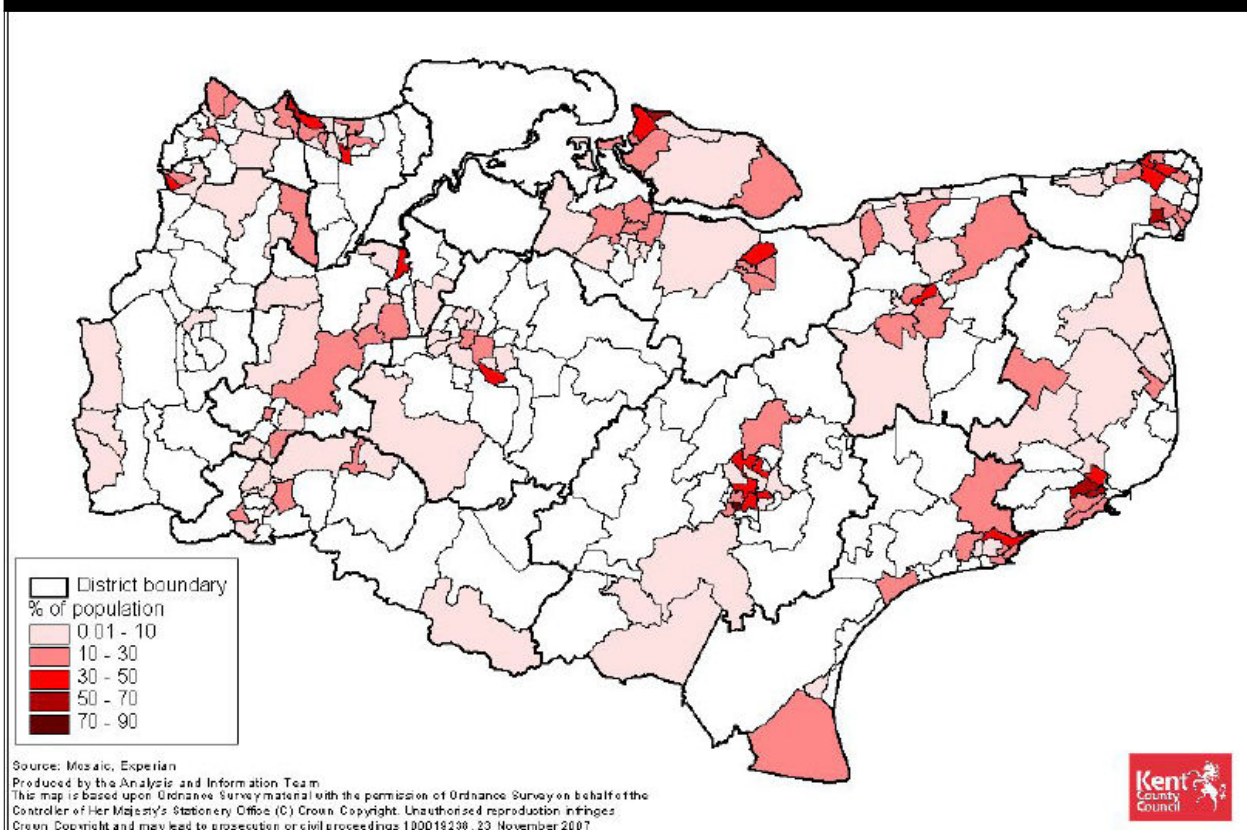 District boundary
% of population
0.01 - 10
10 - 30
30 - 50
50 - 70
70 - 90
Source: Mosaic, Experian
Produced by the Analysis and Information Team
This map is based upon Ordnance Survey material with the permission of Ordnance Survey on behalf of the
Controller of Her Majesty's Stationery Office (C) Crown Copyright. Unauthorised reproduction infringes
Crown Copyright and may lead to prosecution or civil proceedings 100019238. 23 November 2007
Kent
County
Council